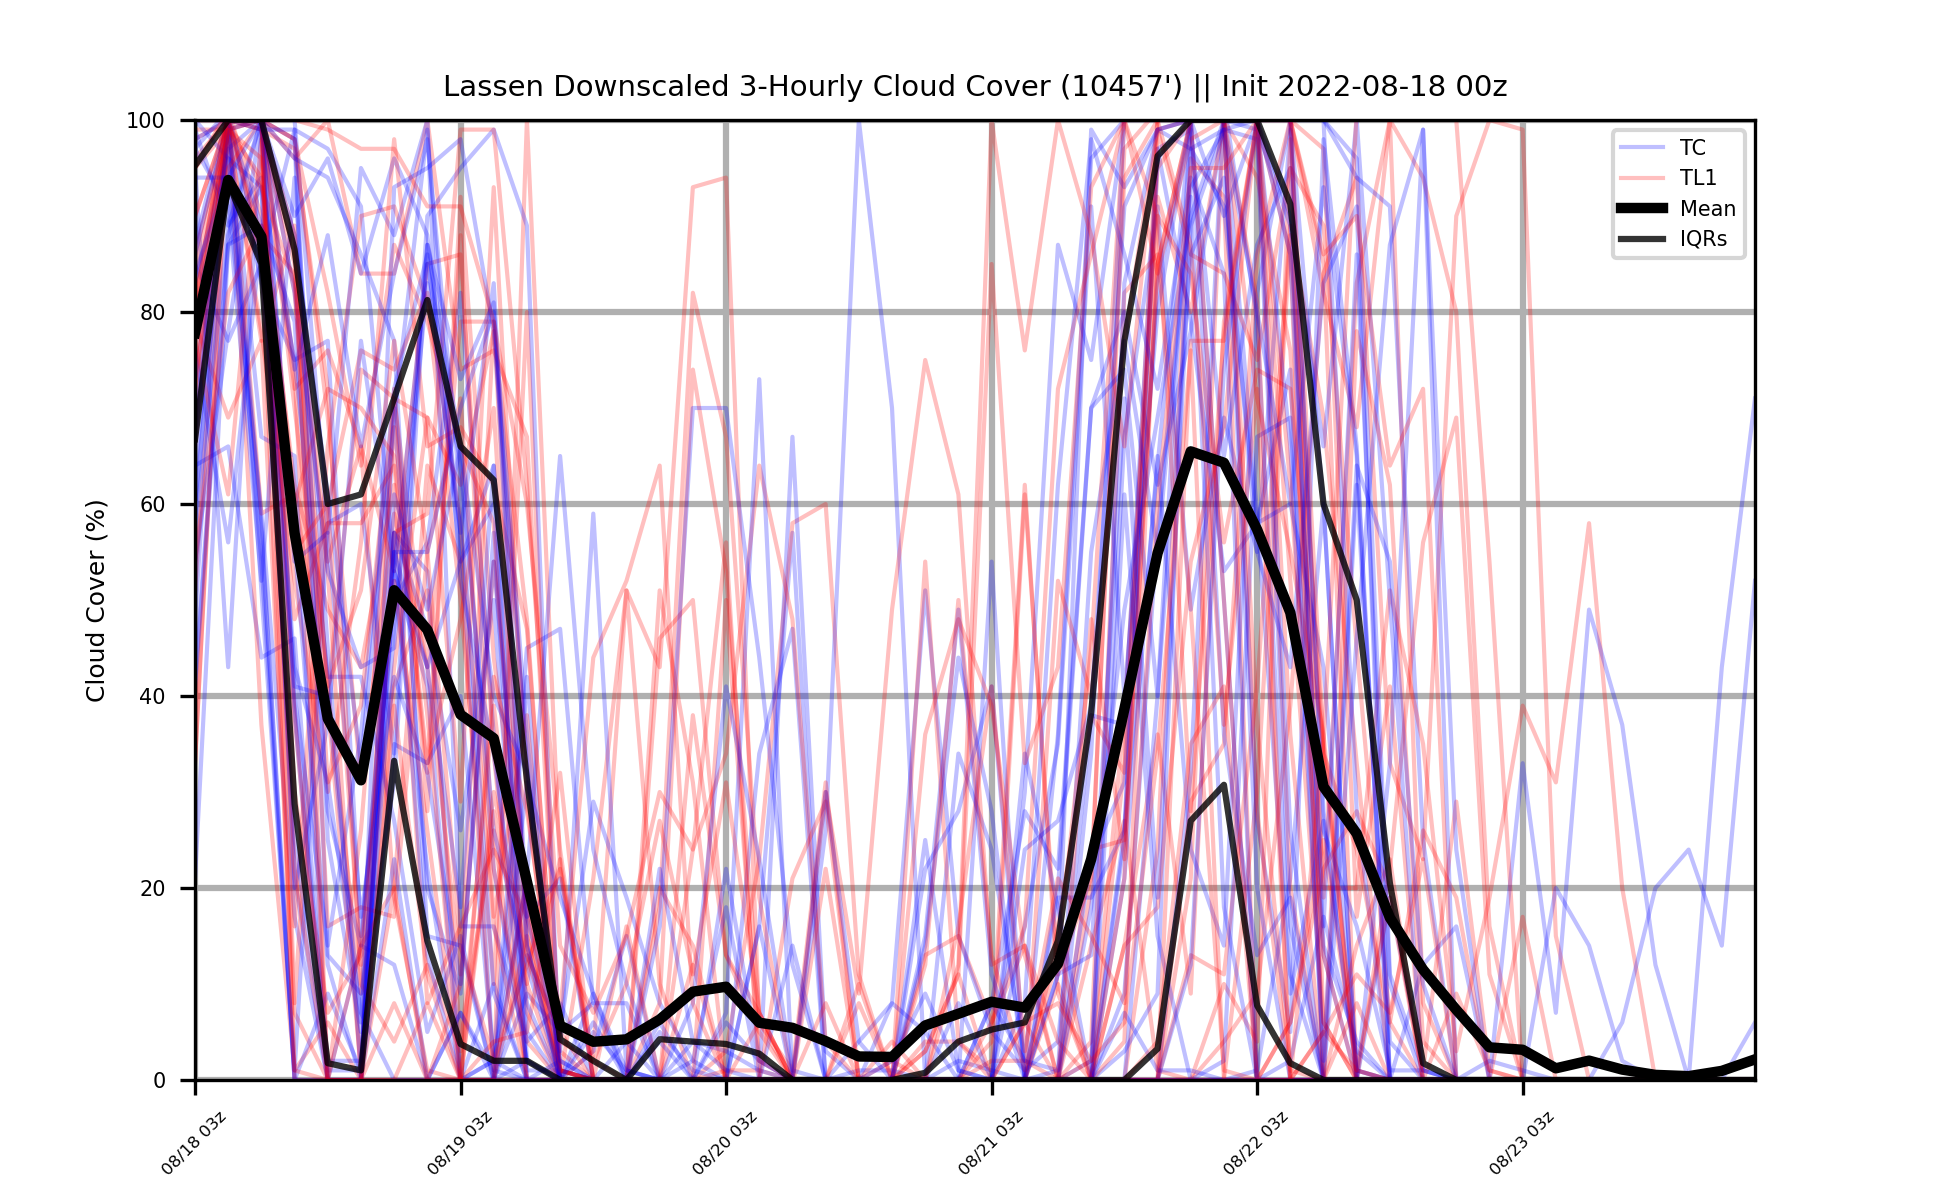 Lassen Downscaled 3-Hourly Cloud Cover (10457') || Init 2022-08-18 00z
TC
TL1
Mean
IQRs
Cloud Cover (%)
100
80
60
40
20
0
08/18 03z
08/19 03z
08/20 03z
08/21 03z
08/22 03z
08/23 03z